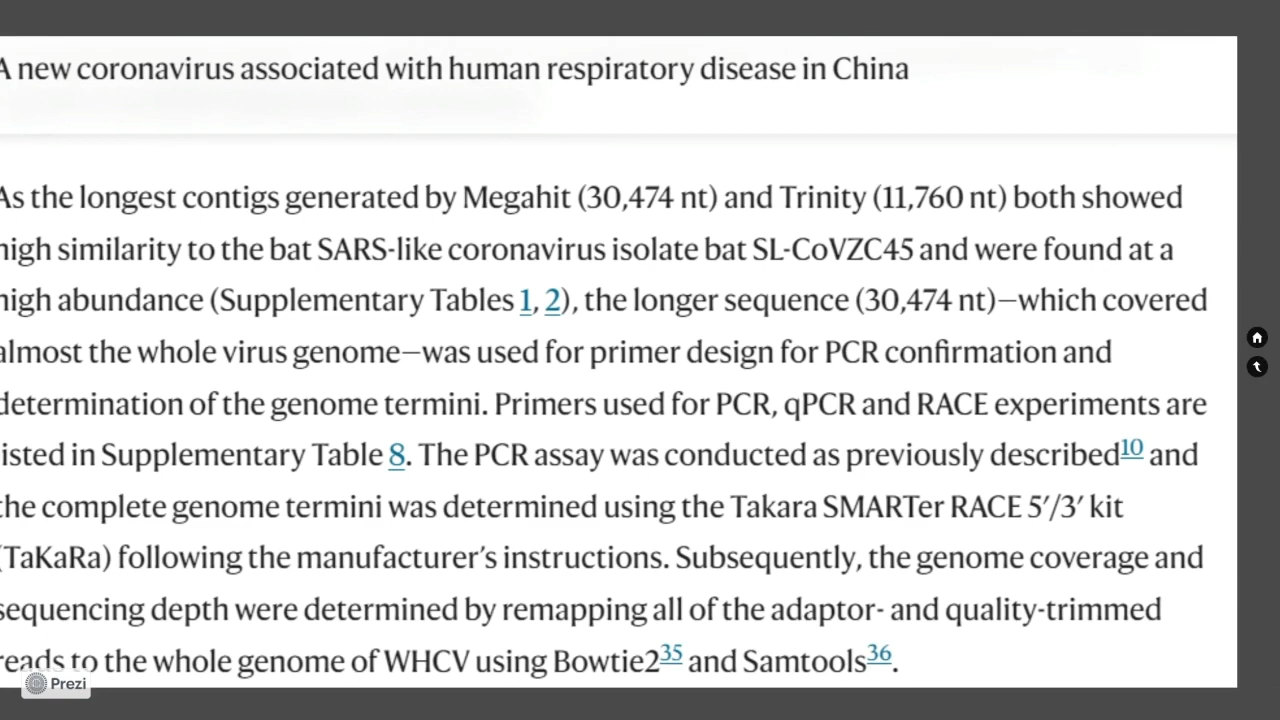 A new coronavirus associated with human respiratory disease in China
As the longest contigs generated by Megahit (30,474 nt) and Trinity (11,760 nt) both showed
high similarity to the bat SARS-like coronavirus isolate bat SL-CoVZC45 and were found at a
high abundance (Supplementary Tables 1, 2), the longer sequence (30,474 nt)—which covered
almost the whole virus genome—was used for primer design for PCR confirmation and
determination of the genome termini. Primers used for PCR, qPCR and RACE experiments are
listed in Supplementary Table 8. The PCR assay was conducted as previously described10 and
the complete genome termini was determined using the Takara SMARTer RACE 5′/3′ kit
(TaKaRa) following the manufacturer’s instructions. Subsequently, the genome coverage and
sequencing depth were determined by remapping all of the adaptor- and quality-trimmed
reads to the whole genome of WHCV using Bowtie235 and Samtools36.
Prezi